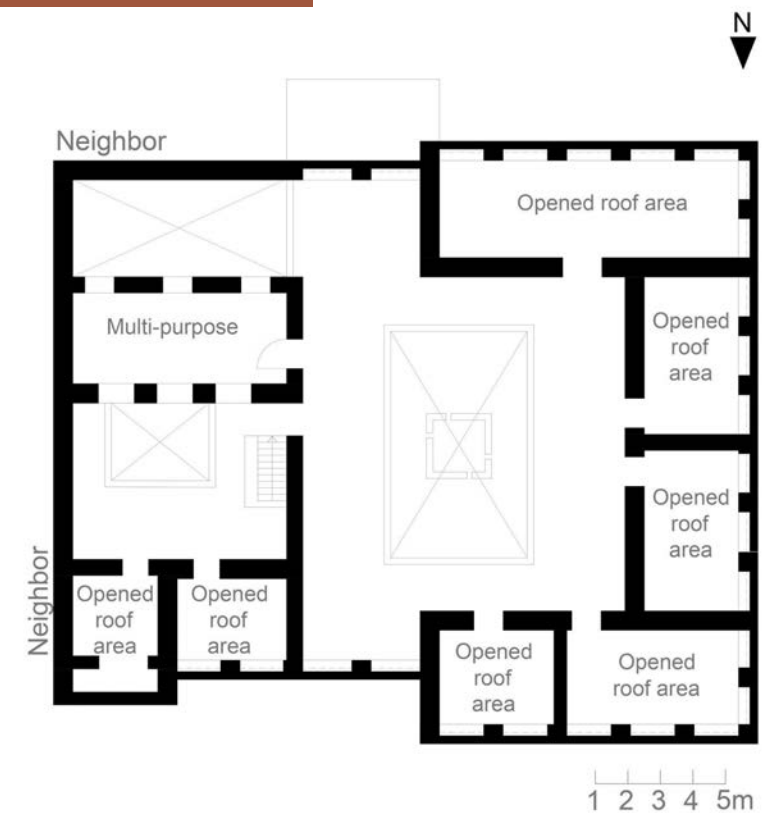 N
Neighbor
Opened roof area
Multi-purpose
Opened
roof
area
Opened
roof
area
Neighbor
Opened
roof
area
Opened
roof
area
Opened
roof
area
Opened
roof area
1 2 3 4 5m